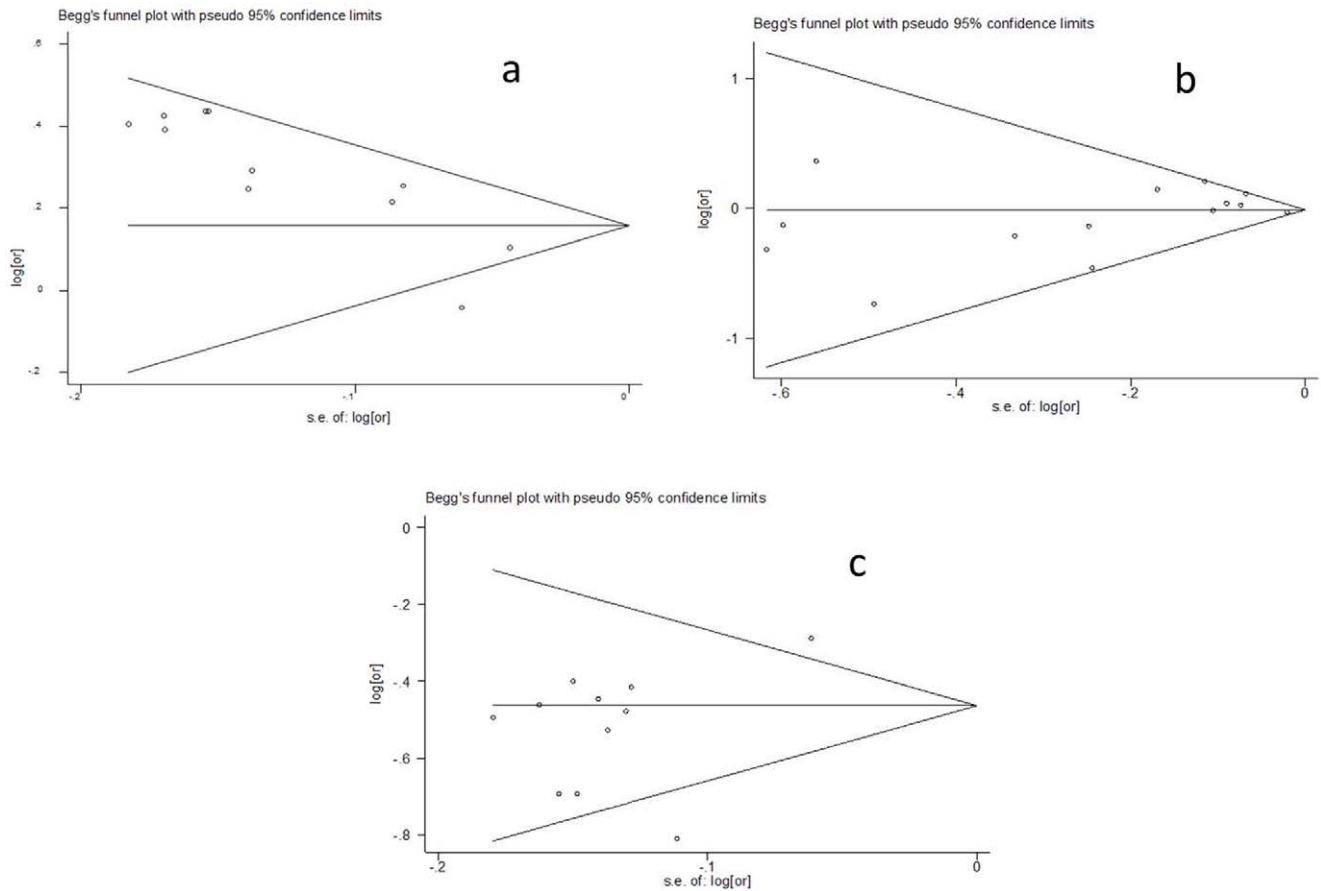 Begg's funnel plot with pseudo 95% confidence limits
a
.6
.4
.2
0
-.2
log[or]
-.2
-.1
0
s.e. of: log[or]
Begg's funnel plot with pseudo 95% confidence limits
b
1
0
-1
log[or]
-.6
-.4
-.2
0
s.e. of: log[or]
Begg's funnel plot with pseudo 95% confidence limits
c
0
-.2
-.4
-.6
-.8
log[or]
-.2
-.1
0
s.e. of: log[or]